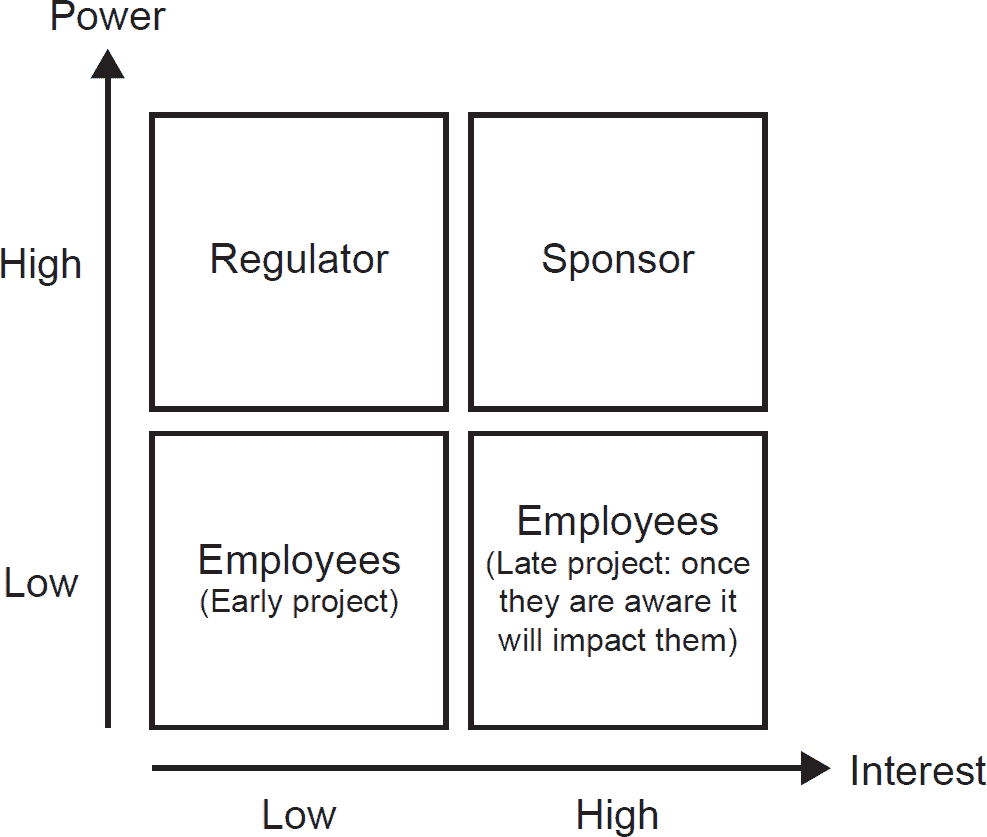 Power
High
Regulator
Sponsor
Low
Employees
(Early project)
Employees
(Late project: once
they are aware it
will impact them)
Interest
Low
High